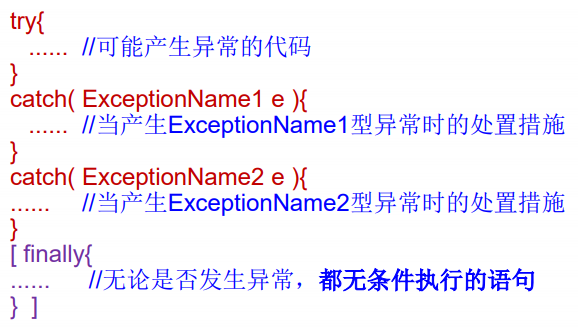 try{
...... //可能产生异常的代码
}
catch( ExceptionName1 e ){
...... //当产生ExceptionName1型异常时的处置措施
}
catch( ExceptionName2 e ){
...... //当产生ExceptionName2型异常时的处置措施
}
[ finally{
...... //无论是否发生异常，都无条件执行的语句
} ]